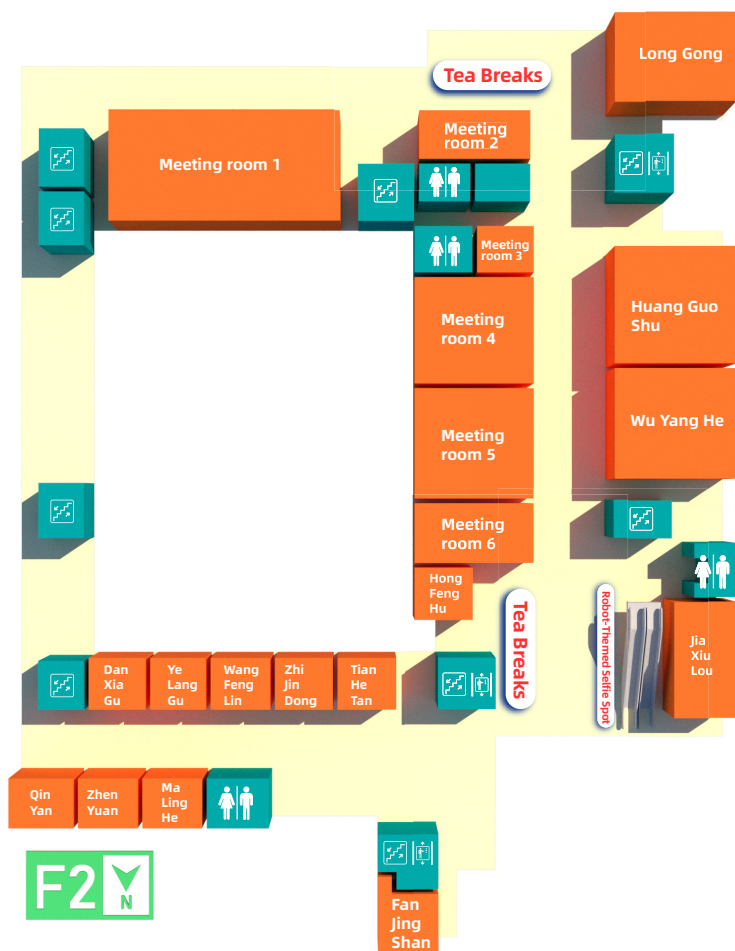 Long Gong
Tea Breaks
Meeting
room 2
Meeting room 1
Meeting
room 3
Meeting
room 4
Huang Guo
Shu
Wu Yang He
Meeting
room 5
Meeting
room 6
Hong
Feng
Hu
Tea Breaks
Robot-Themed Selfie Spot
Jia
Xiu
Lou
Dan
Xia
Gu
Ye
Lang
Gu
Wang
Feng
Lin
Zhi
Jin
Dong
Tian
He
Tan
Qin
Yan
Zhen
Yuan
Ma
Ling
He
F2
N
Fan
Jing
Shan